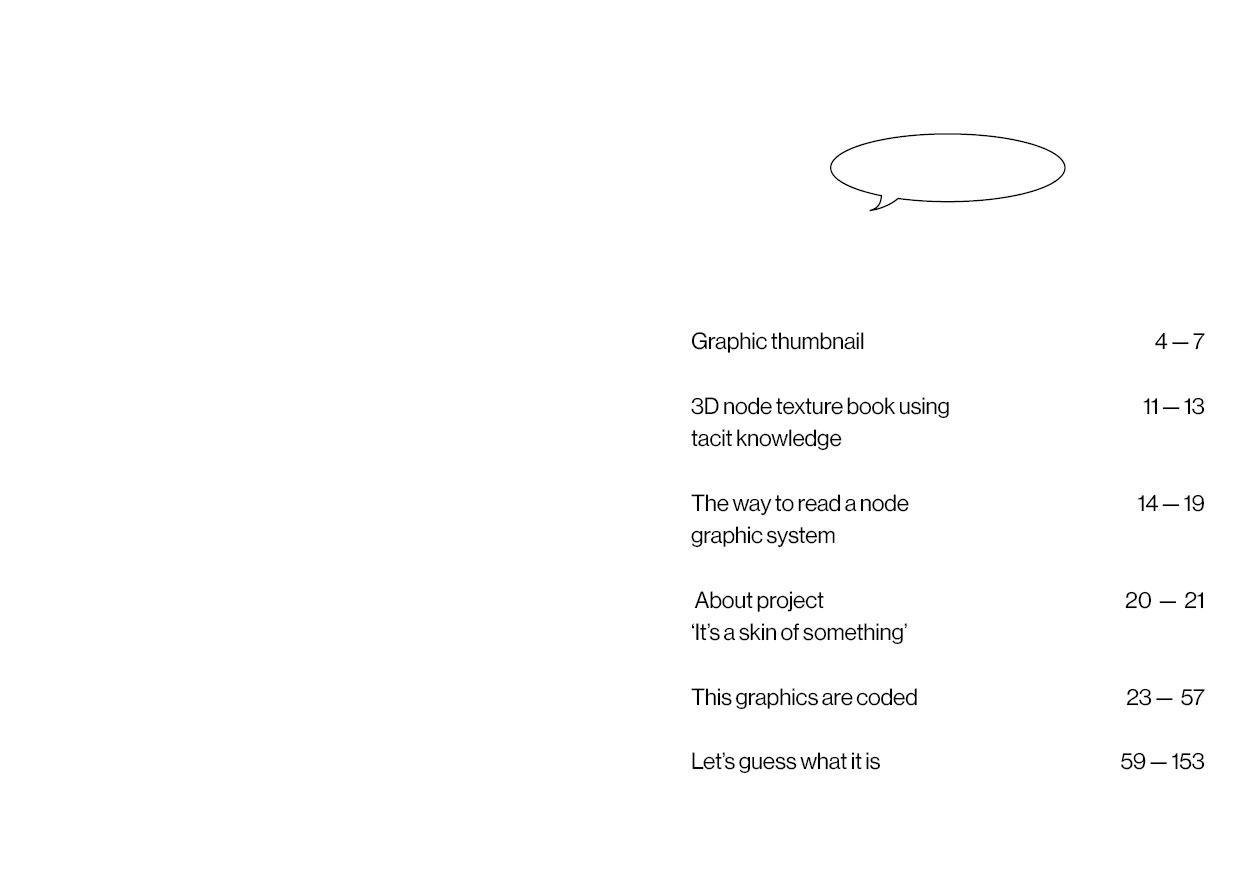 Graphic thumbnail 4 — 7
3D node texture book using 11 — 13
tacit knowledge
The way to read a node 14 — 19
graphic system
About project 20 — 21
‘It’s a skin of something’
This graphics are coded 23 — 57
Let’s guess what it is 59 — 153